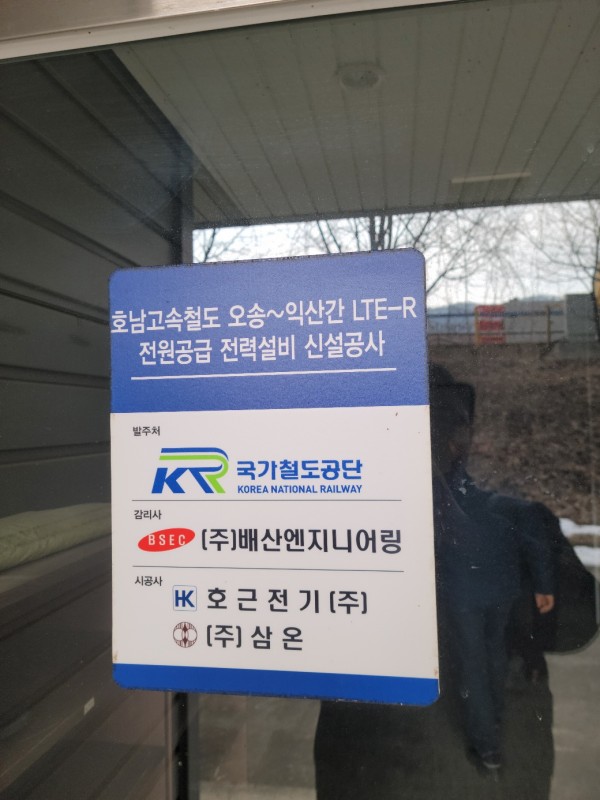 호남고속철도 오송~익산간 LTE-R
전원공급 전력설비 신설공사
발주처
KR 국가철도공단
KOREA NATIONAL RAILWAY
감리사
BSEC (주)배산엔지니어링
시공사
HK 호근전기(주)
(주)삼온